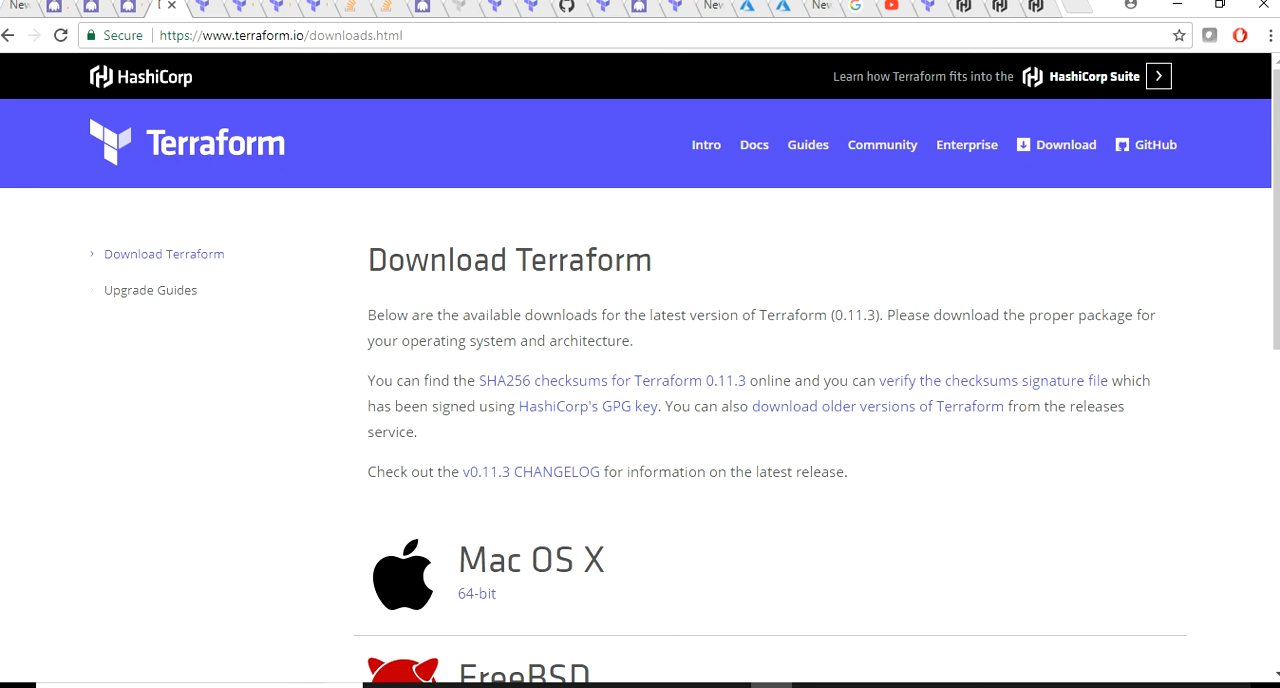 New
New
New
Secure
https://www.terraform.io/downloads.html
HashiCorp
Learn how Terraform fits into the HashiCorp Suite
Terraform
Intro Docs Guides Community Enterprise Download GitHub
Download Terraform
Upgrade Guides
Download Terraform
Below are the available downloads for the latest version of Terraform (0.11.3). Please download the proper package for
your operating system and architecture.
You can find the SHA256 checksums for Terraform 0.11.3 online and you can verify the checksums signature file which
has been signed using HashiCorp's GPG key. You can also download older versions of Terraform from the releases
service.
Check out the v0.11.3 CHANGELOG for information on the latest release.
Mac OS X
64-bit
FreeBSD